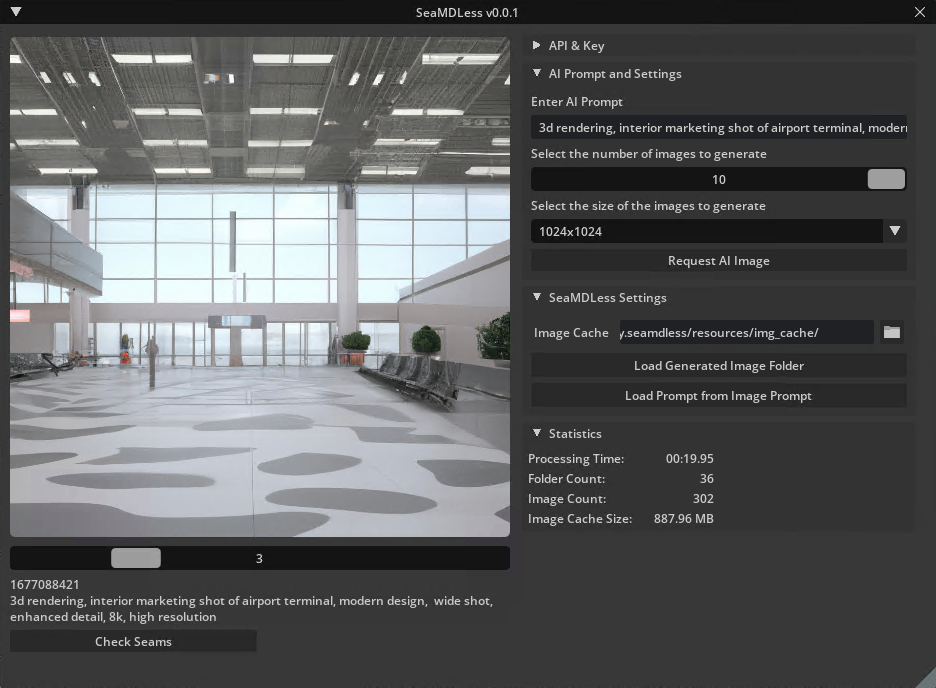 SeaMDLess v0.0.1
API & Key
AI Prompt and Settings
Enter AI Prompt
3d rendering, interior marketing shot of airport terminal, modern
Select the number of images to generate
10
Select the size of the images to generate
1024x1024
Request AI Image
SeaMDLess Settings
Image Cache y.seamdless/resources/img_cache/
Load Generated Image Folder
Load Prompt from Image Prompt
Statistics
Processing Time: 00:19.95
Folder Count: 36
Image Count: 302
Image Cache Size: 887.96 MB
3
1677088421
3d rendering, interior marketing shot of airport terminal, modern design,  wide shot,
enhanced detail, 8k, high resolution
Check Seams